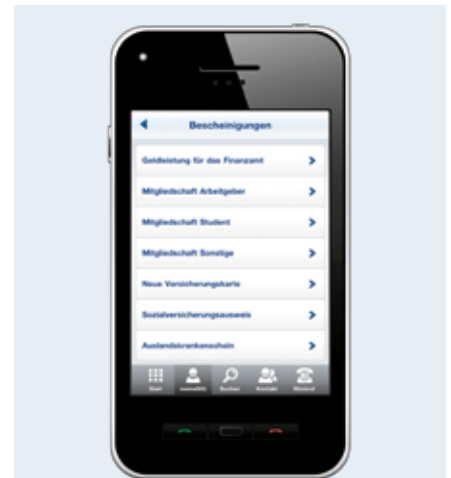 Bescheinigungen
Geldleistung für das Finanzamt
Mitgliedschaft Arbeitgeber
Mitgliedschaft Student
Mitgliedschaft Sonstige
Neue Versicherungskarte
Sozialversicherungsausweis
Auslandskrankenschein
Start
Suchen
Kontakt